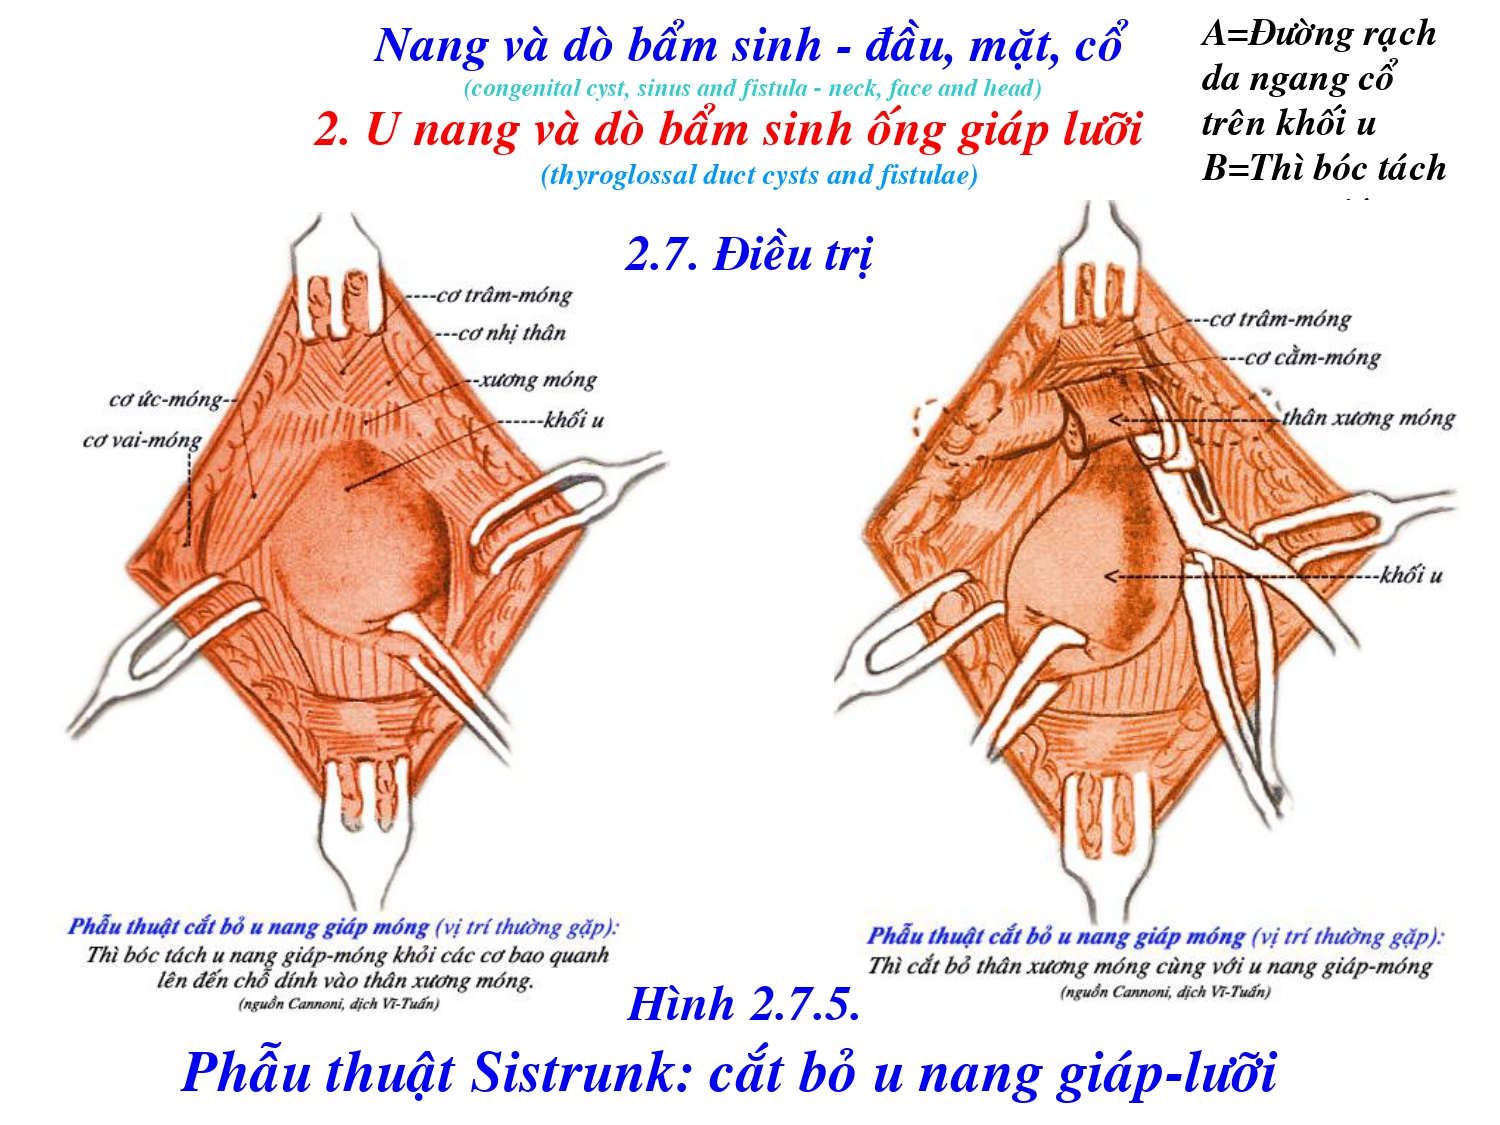 Nang và dò bẩm sinh - đầu, mặt, cổ
(congenital cyst, sinus and fistula - neck, face and head)
2. U nang và dò bẩm sinh ống giáp lưỡi
(thyroglossal duct cysts and fistulae)
A=Đường rạch
da ngang cổ
trên khối u
B=Thì bóc tách
2.7. Điều trị
cơ trâm-móng
cơ nhị thân
xương móng
khối u
cơ ức-móng
cơ vai-móng
cơ trâm-móng
cơ cằm-móng
thân xương móng
khối u
Phẫu thuật cắt bỏ u nang giáp móng (vị trí thường gặp):
Thì bóc tách u nang giáp-móng khỏi các cơ bao quanh
lên đến chỗ dính vào thân xương móng.
(nguồn Cannoni, dịch Vĩ-Tuấn)
Phẫu thuật cắt bỏ u nang giáp móng (vị trí thường gặp):
Thì cắt bỏ thân xương móng cùng với u nang giáp-móng
(nguồn Cannoni, dịch Vĩ-Tuấn)
Hình 2.7.5.
Phẫu thuật Sistrunk: cắt bỏ u nang giáp-lưỡi